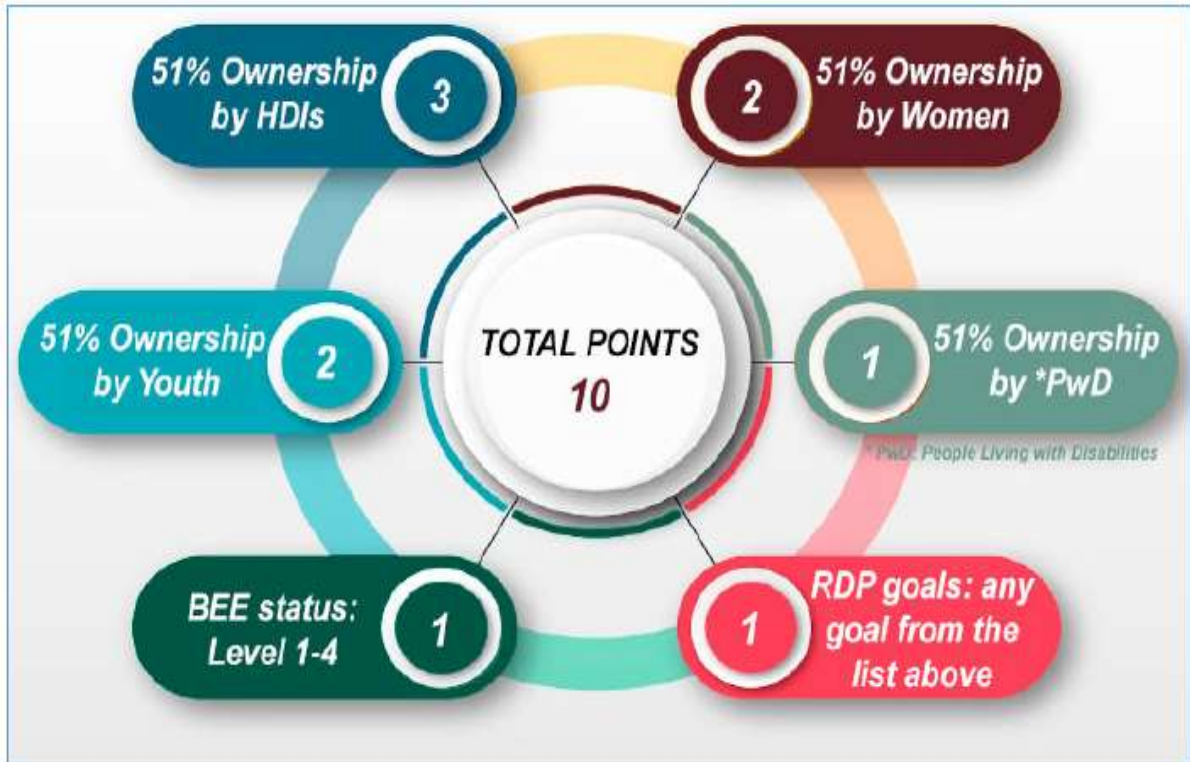 51% Ownership
by HDIs
3
2
51% Ownership
by Women
51% Ownership
by Youth
2
TOTAL POINTS
10
1
51% Ownership
by *PwD
* PwD: People Living with Disabilities
BEE status:
Level 1-4
1
1
RDP goals: any
goal from the
list above